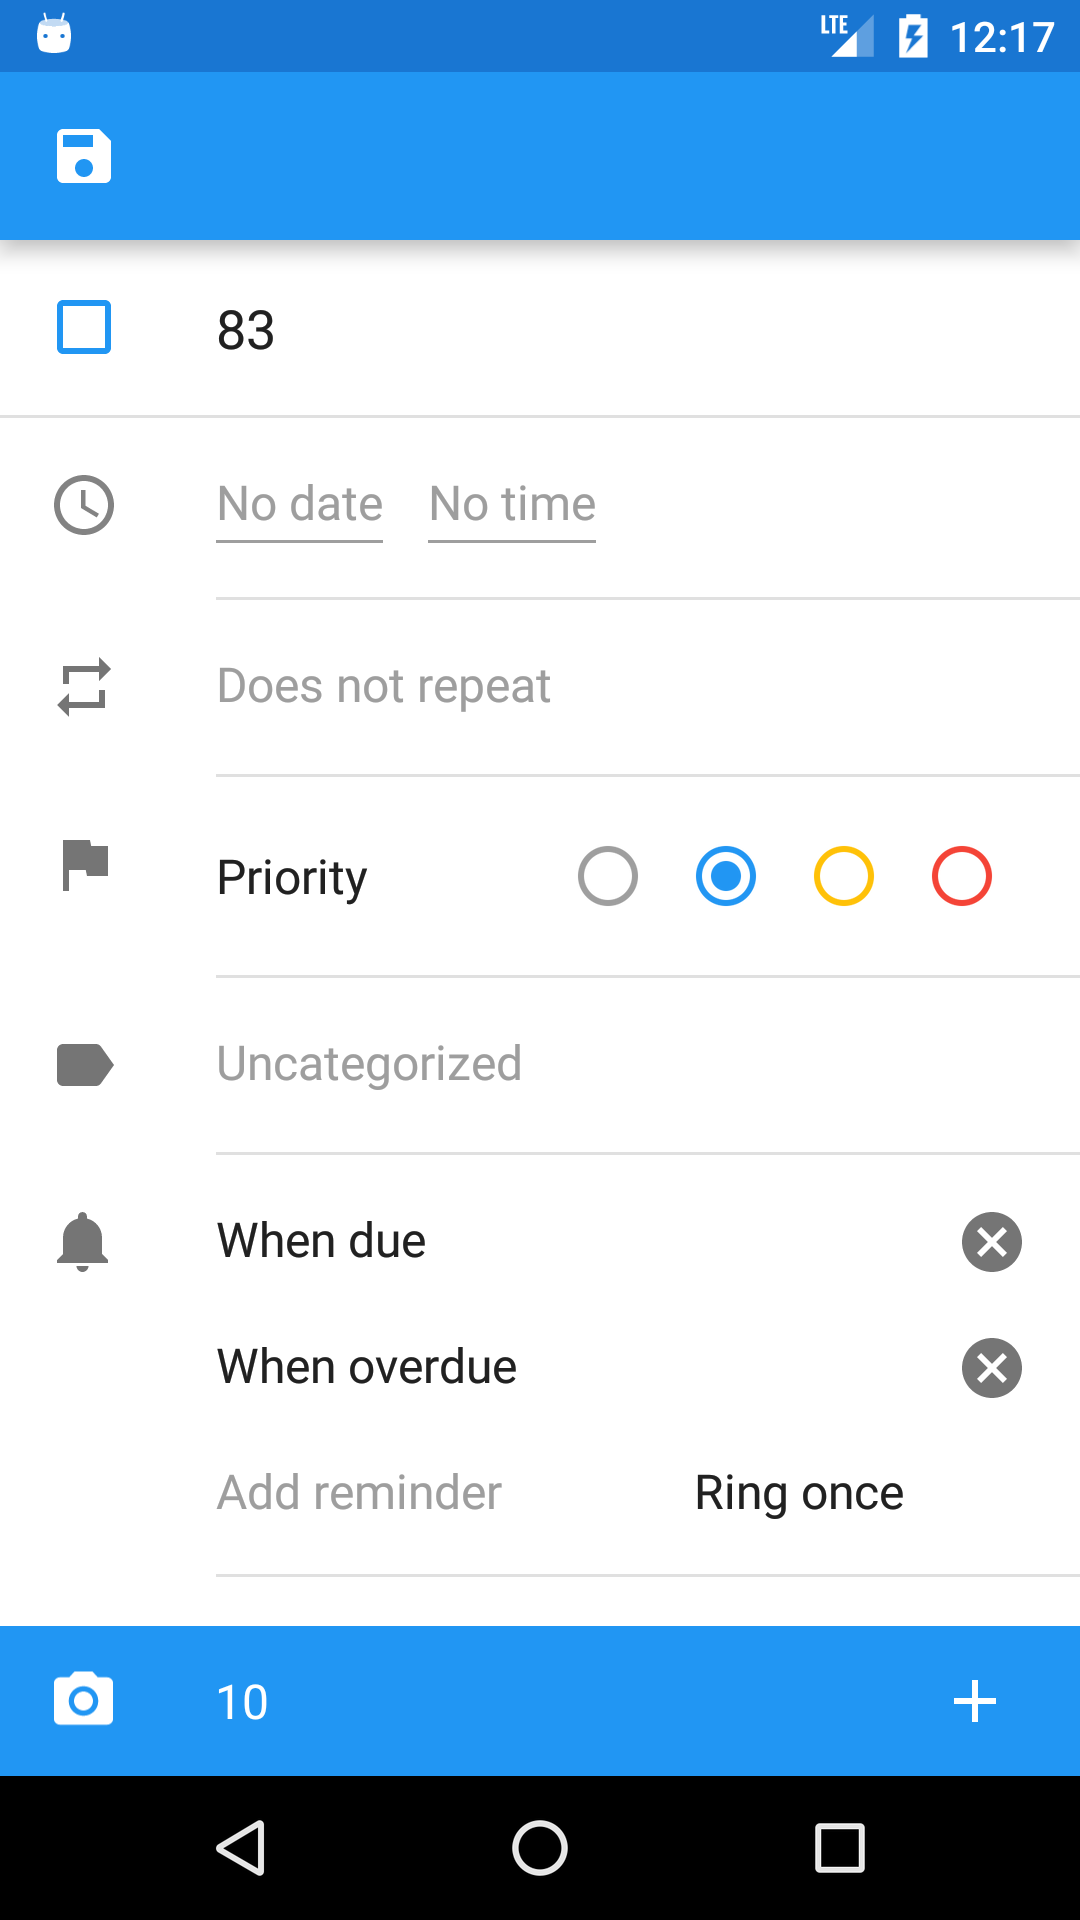 LTE 12:17
83
No date No time
Does not repeat
Priority
Uncategorized
When due
When overdue
Add reminder Ring once
10